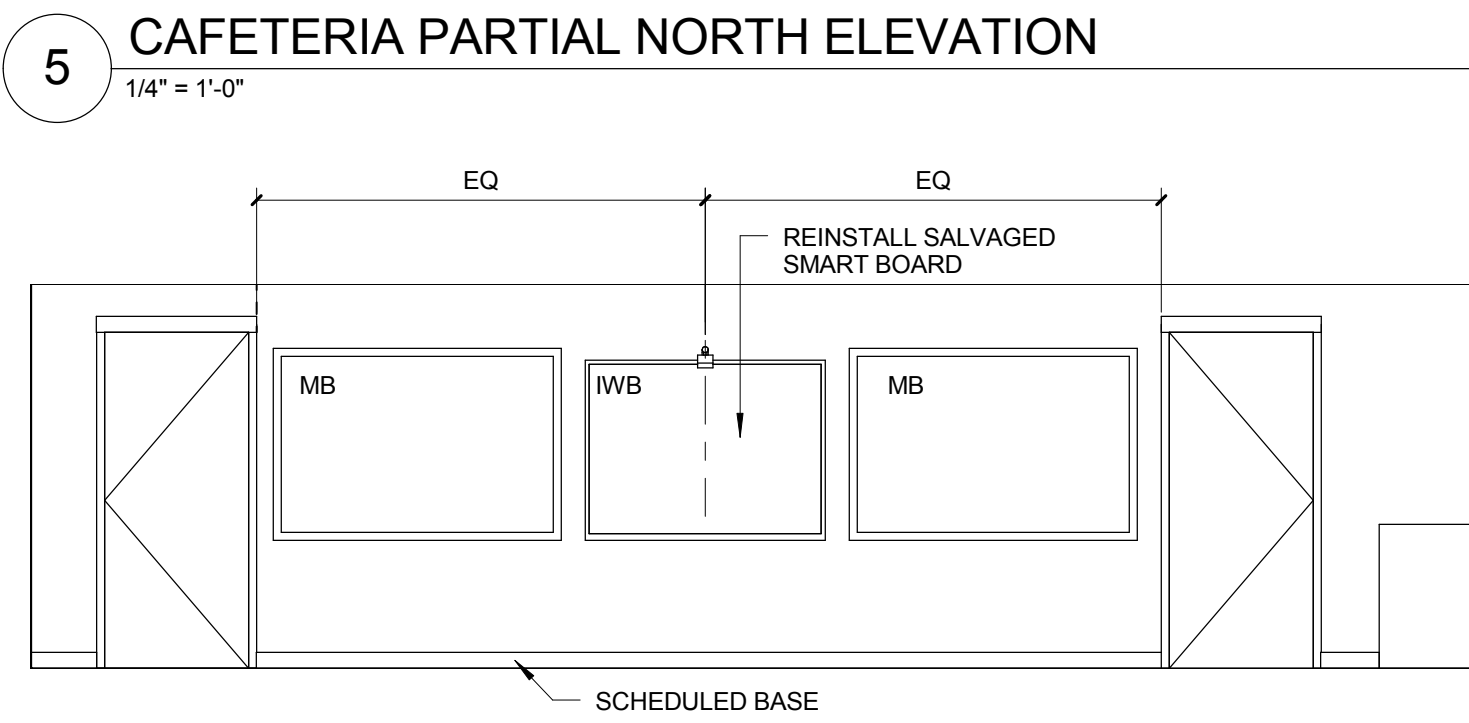 5
CAFETERIA PARTIAL NORTH ELEVATION
1/4" = 1'-0"
EQ
EQ
REINSTALL SALVAGED
SMART BOARD
MB
IWB
MB
SCHEDULED BASE